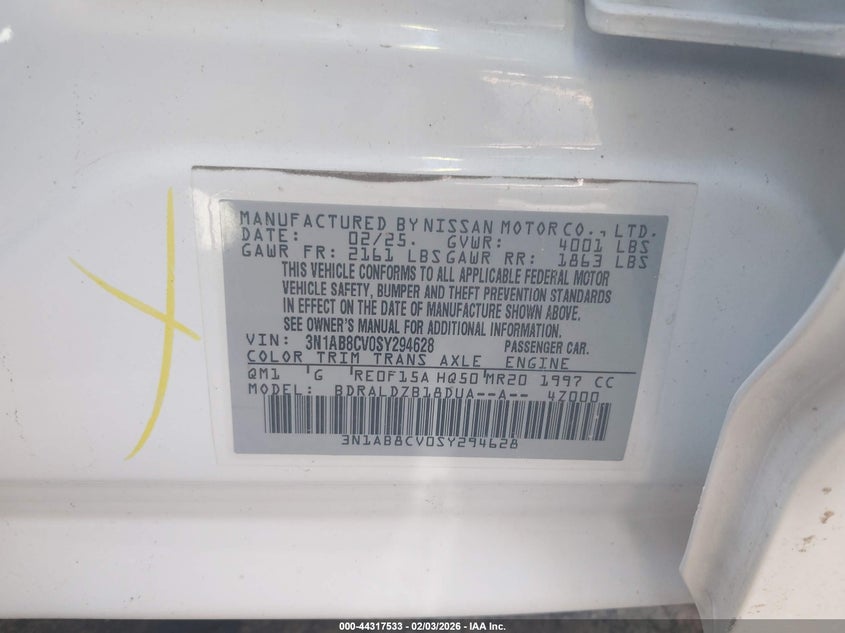 MANUFACTURED BY NISSAN MOTOR CO., LTD.
DATE: 02/25. GVWR: 4001 LBS
GAWR FR: 2161 LBS GAWR RR: 1863 LBS
THIS VEHICLE CONFORMS TO ALL APPLICABLE FEDERAL MOTOR
VEHICLE SAFETY, BUMPER AND THEFT PREVENTION STANDARDS
IN EFFECT ON THE DATE OF MANUFACTURE SHOWN ABOVE.
SEE OWNER'S MANUAL FOR ADDITIONAL INFORMATION.
VIN: 3N1AB8CV0SY294628 PASSENGER CAR.
COLOR TRIM TRANS AXLE ENGINE
QM1 G RE0F15A HQ50 MR20 1997 CC
MODEL: BDRALDZB18DUA--A-- 4Z000
3N1AB8CV0SY294628
000-44317533 - 02/03/2026 - IAA Inc.